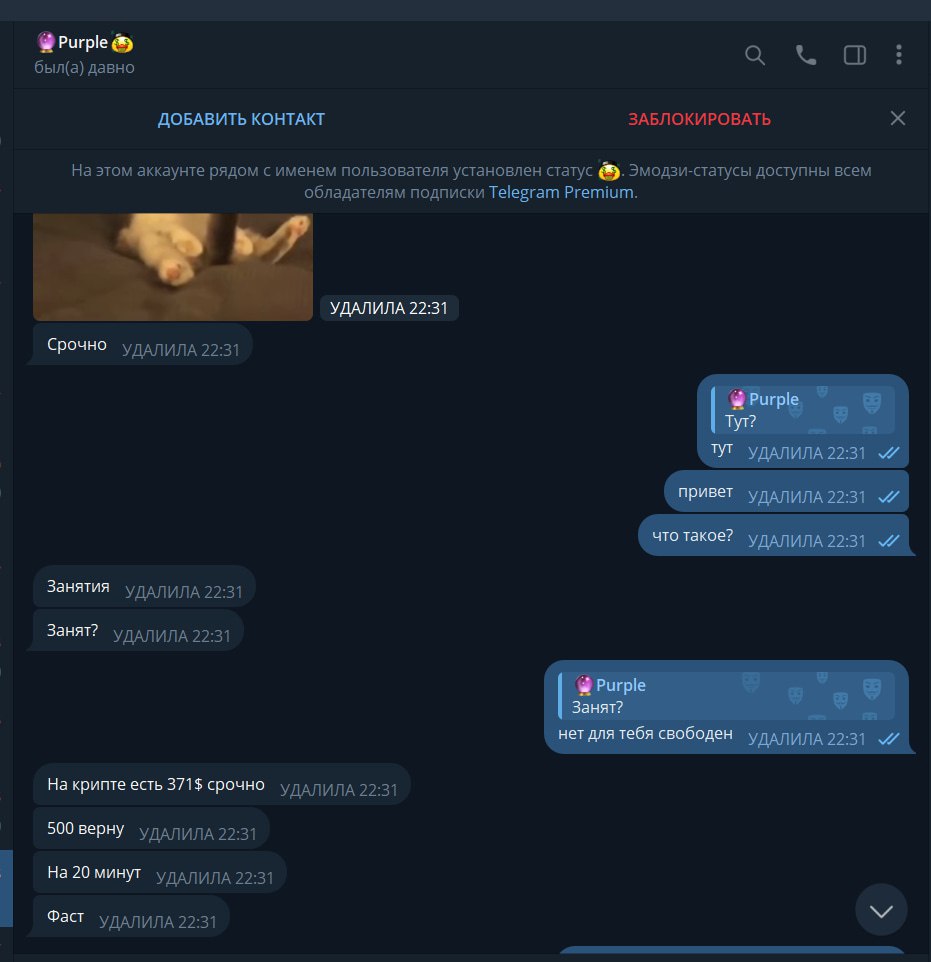 Purple
был(а) давно
ДОБАВИТЬ КОНТАКТ
ЗАБЛОКИРОВАТЬ
На этом аккаунте рядом с именем пользователя установлен статус . Эмодзи-статусы доступны всем
обладателям подписки Telegram Premium.
УДАЛИЛА 22:31
Срочно УДАЛИЛА 22:31
Purple
Тут?
тут УДАЛИЛА 22:31
привет УДАЛИЛА 22:31
что такое? УДАЛИЛА 22:31
Занятия УДАЛИЛА 22:31
Занят? УДАЛИЛА 22:31
Purple
Занят?
нет для тебя свободен УДАЛИЛА 22:31
На крипте есть 371$ срочно УДАЛИЛА 22:31
500 верну УДАЛИЛА 22:31
На 20 минут УДАЛИЛА 22:31
Фаст УДАЛИЛА 22:31